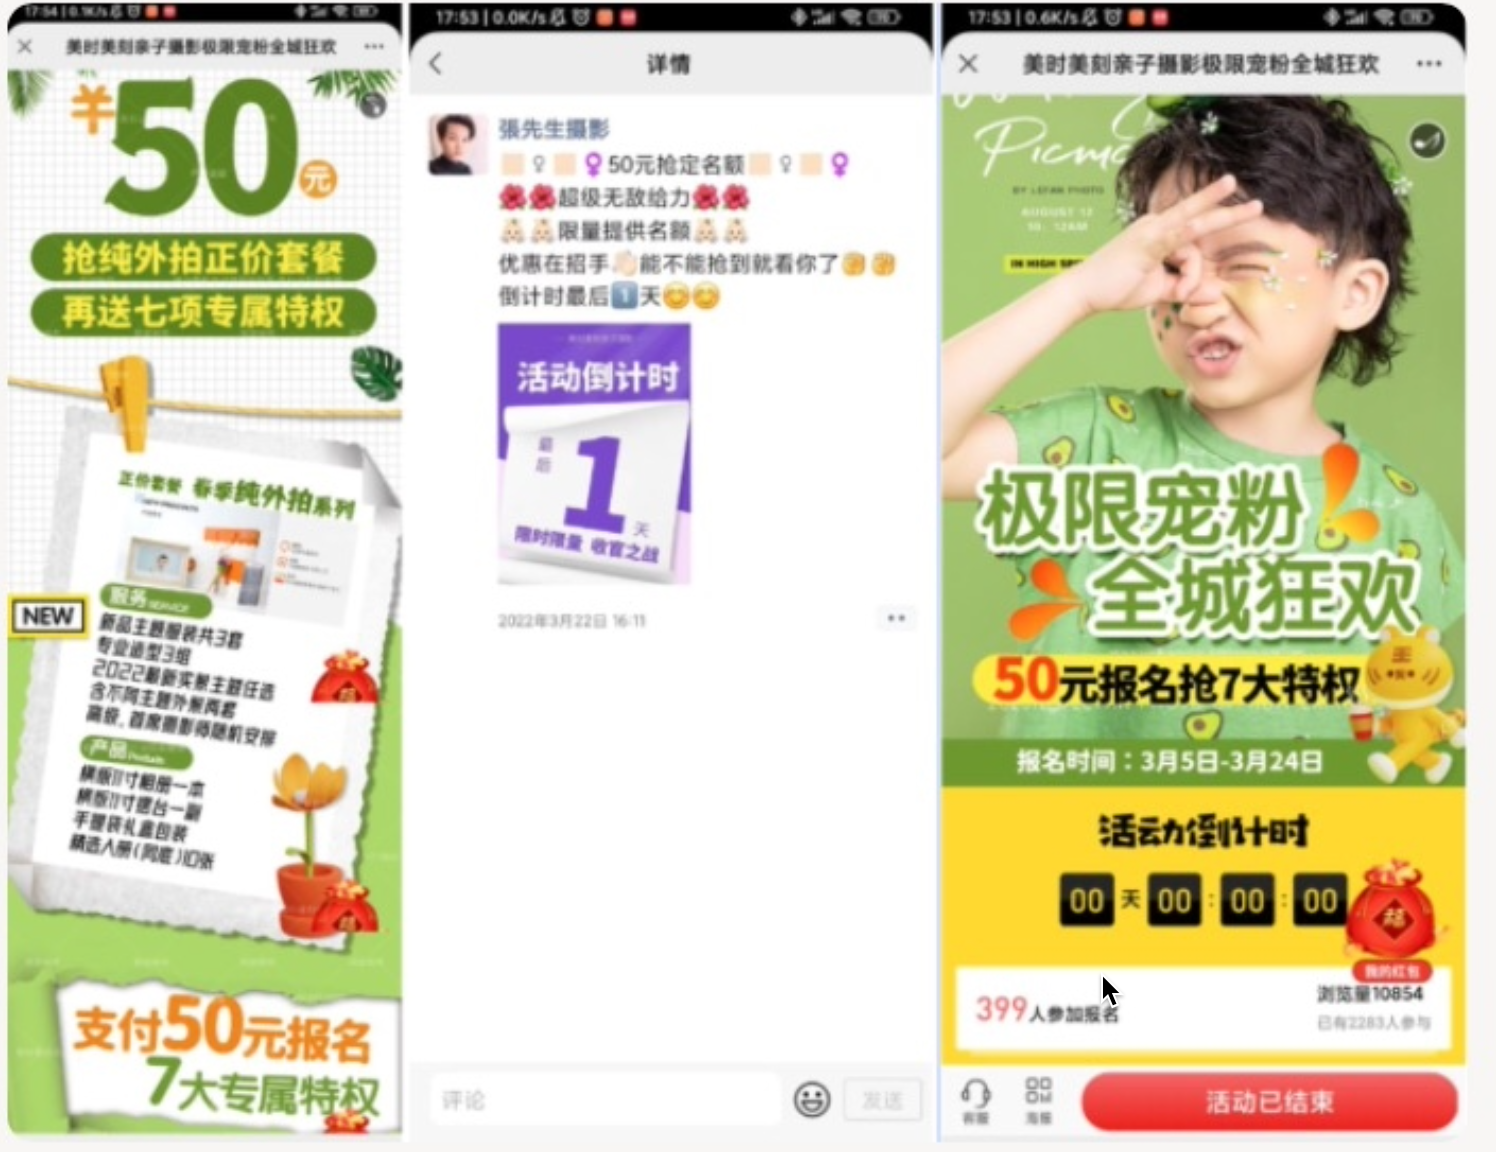 17:54 | 0.1K/s
美时美刻亲子摄影极限宠粉全城狂欢
¥50元
抢纯外拍正价套餐
再送七项专属特权
正价套餐 春季纯外拍系列
NEW
服务 SERVICE
新品主题服装共3套
专业造型3组
2022最新实景主题任选
含不同主题外景两套
高级、首席摄影师随机安排
产品 Products
横版11寸相册一本
横版11寸摆台一副
手提袋礼盒包装
精选入册(同底)10张
支付50元报名
7大专属特权
17:53 | 0.0K/s
详情
張先生摄影
50元抢定名额
超级无敌给力
限量提供名额
优惠在招手👋🏻能不能抢到就看你了
倒计时最后1️⃣天😊😊
活动倒计时
最后
1
天
限时限量 收官之战
2022年3月22日 16:11
评论
发送
17:53 | 0.6K/s
美时美刻亲子摄影极限宠粉全城狂欢
BY LEFAN PHOTO
AUGUST 12
10: 12AM
极限宠粉
全城狂欢
50元报名抢7大特权
报名时间：3月5日-3月24日
活动倒计时
00 天 00 : 00 : 00
福
我的红包
399人参加报名
浏览量10854
已有2283人参与
客服
海报
活动已结束